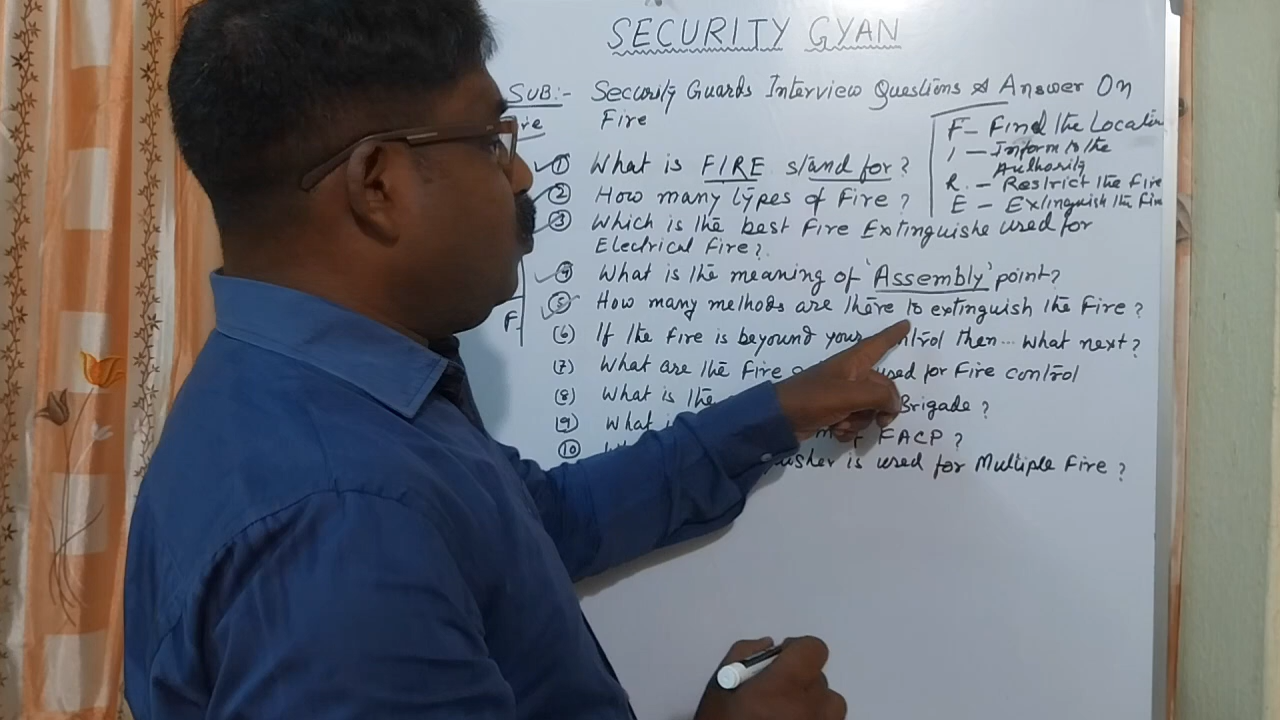 SECURITY GYAN
SUB:- Security Guards Interview Questions & Answer On
Fire
F- Find the Locatio
I - Inform to the
Authority
R. - Restrict the Fire
E - Extinguish the Fire
① What is FIRE stand for?
② How many types of Fire?
③ Which is the best Fire Extinguishe used for
Electrical Fire?
④ What is the meaning of 'Assembly' point?
⑤ How many methods are there to extinguish the Fire?
F
⑥ If the fire is beyound your control then... What next?
(7) What are the Fire used for Fire control
(8) What is the Brigade?
(9) What FACP?
⑩ is used for Multiple Fire?